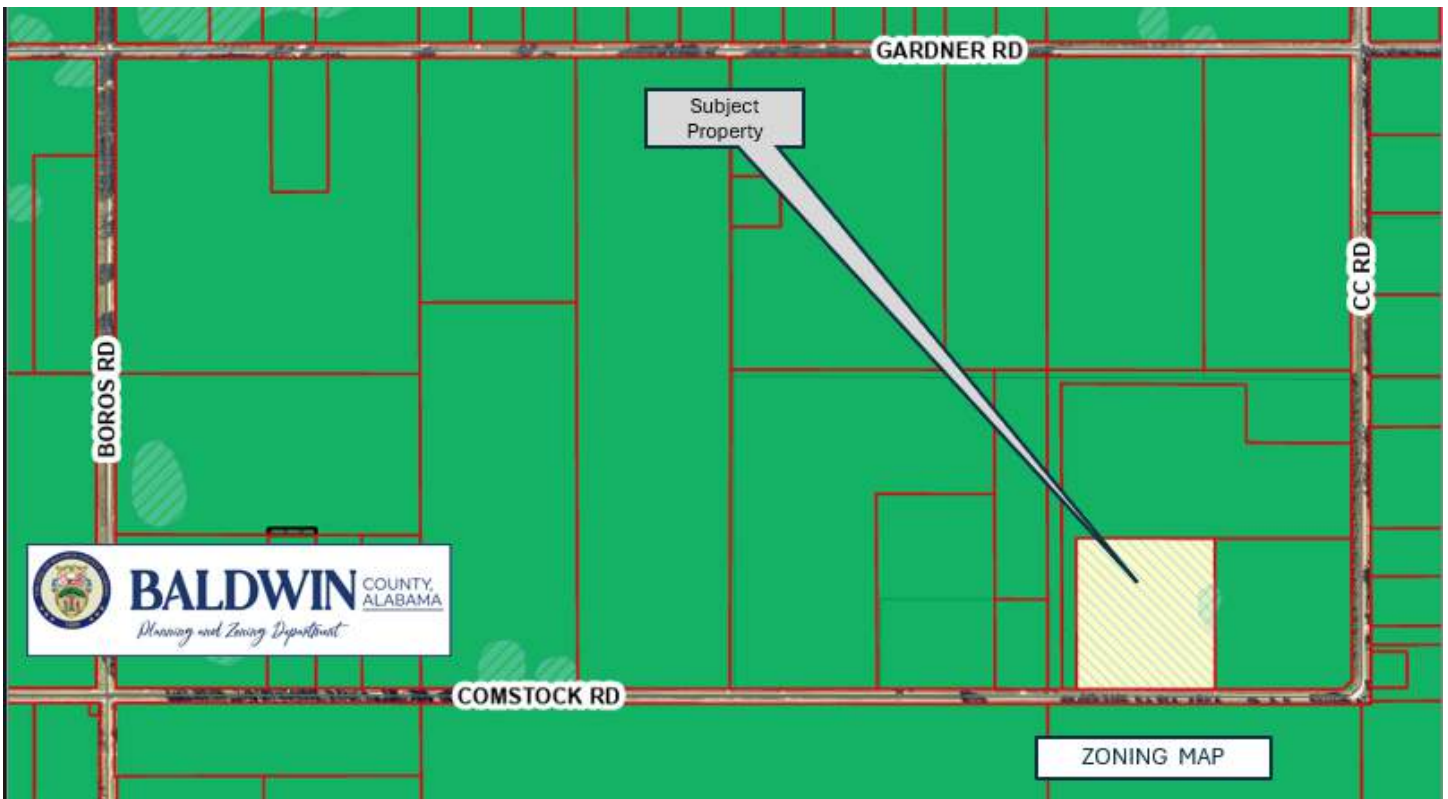 GARDNER RD
Subject
Property
CC RD
BOROS RD
BALDWIN COUNTY,
ALABAMA
Planning and Zoning Department
COMSTOCK RD
ZONING MAP